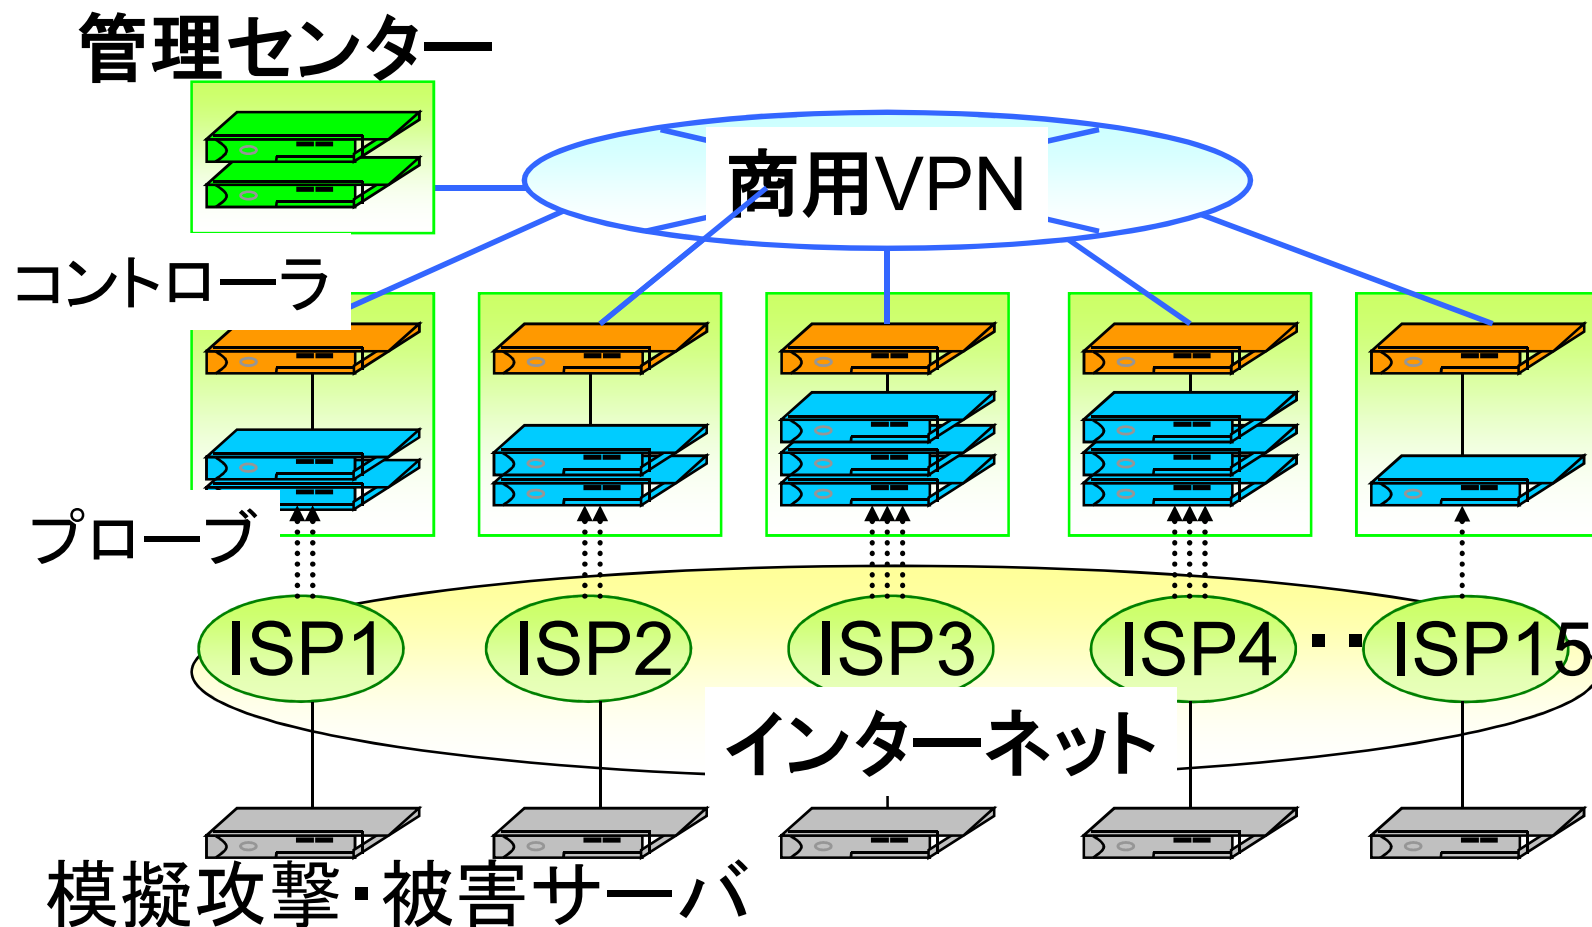 管理センター
商用VPN
コントローラ
プローブ
ISP1 ISP2 ISP3 ISP4 ‥ ISP15
インターネット
模擬攻撃・被害サーバ